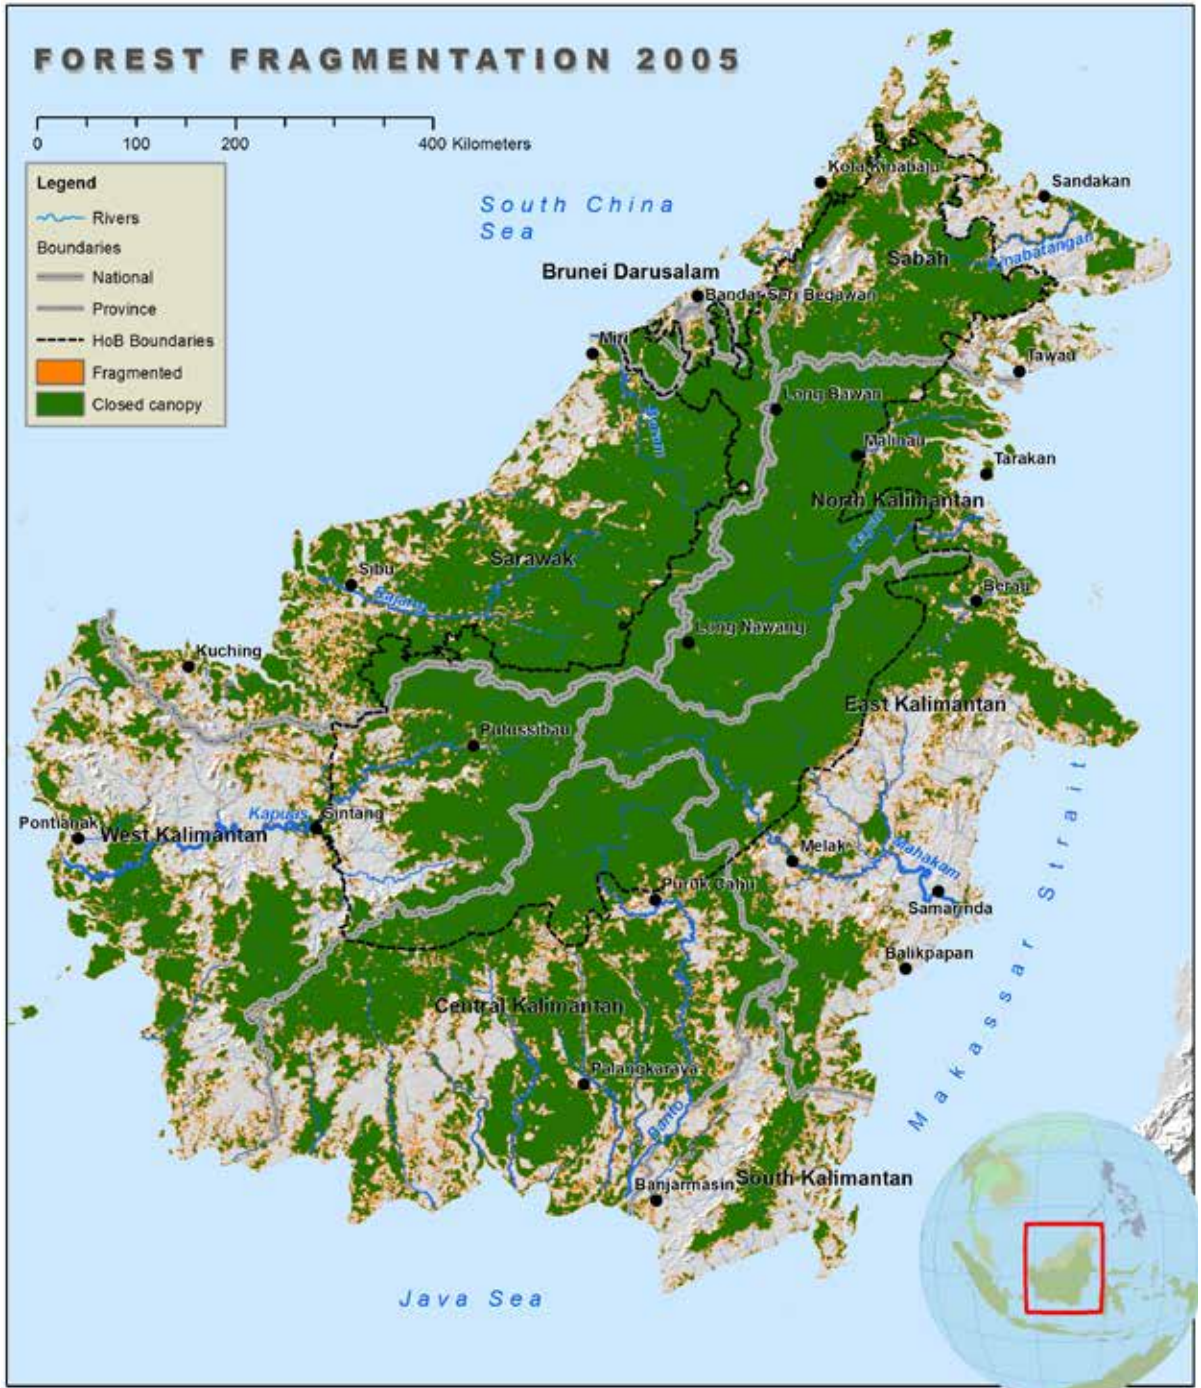 FOREST FRAGMENTATION 2005
0 100 200 400 Kilometers
Legend
Rivers
Boundaries
National
Province
HoB Boundaries
Fragmented
Closed canopy
South China
Sea
Kota Kinabalu
Sandakan
Kinabatangan
Sabah
Brunei Darusalam
Bandar Seri Begawan
Miri
Tawau
Long Bawan
Baram
Malinau
Tarakan
North Kalimantan
Kayan
Sarawak
Sibu
Rajang
Berau
Long Nawang
Kuching
East Kalimantan
Putussibau
Kapuas
Sintang
Pontianak
West Kalimantan
Melak
Mahakam
Puruk Cahu
Samarinda
Balikpapan
Central Kalimantan
Makassar Strait
Palangkaraya
Barito
Banjarmasin
South Kalimantan
Java Sea